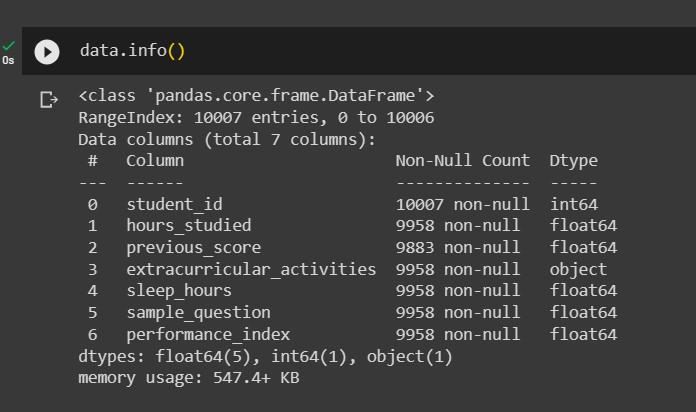 data.info()
0s
<class 'pandas.core.frame.DataFrame'>
RangeIndex: 10007 entries, 0 to 10006
Data columns (total 7 columns):
 #   Column                      Non-Null Count  Dtype
---  ------                      --------------  -----
 0   student_id                  10007 non-null  int64
 1   hours_studied               9958 non-null   float64
 2   previous_score              9883 non-null   float64
 3   extracurricular_activities  9958 non-null   object
 4   sleep_hours                 9958 non-null   float64
 5   sample_question             9958 non-null   float64
 6   performance_index           9958 non-null   float64
dtypes: float64(5), int64(1), object(1)
memory usage: 547.4+ KB